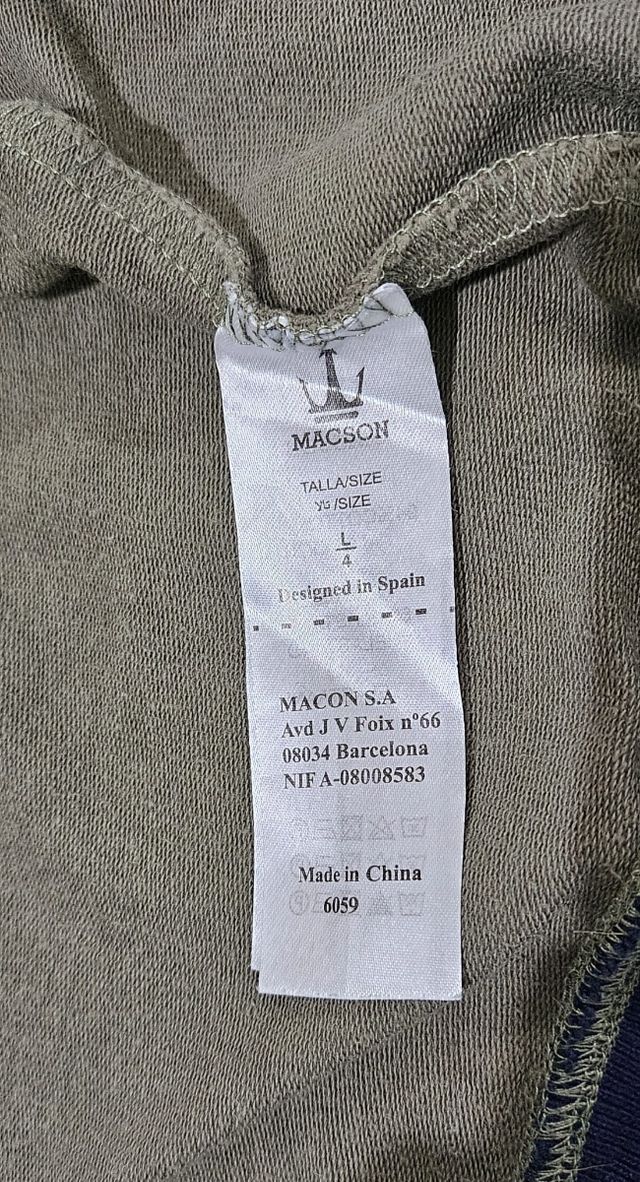 MACSON
TALLA/SIZE
/SIZE
L
4
Designed in Spain
MACON S.A
Avd J V Foix nº66
08034 Barcelona
NIF A-08008583
Made in China
6059